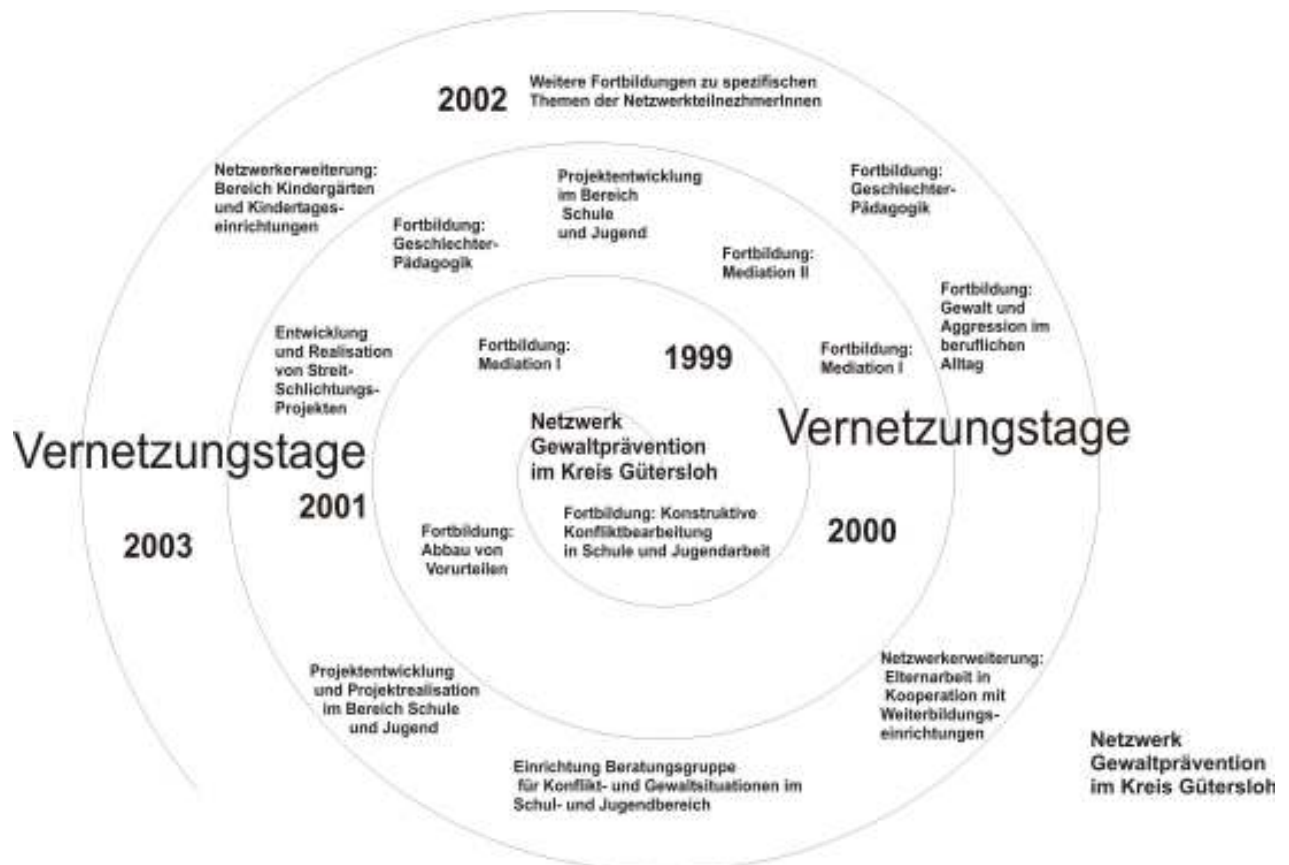 2002
Weitere Fortbildungen zu spezifischen
Themen der NetzwerkteilnezhmerInnen
Netzwerkerweiterung:
Bereich Kindergärten
und Kindertages-
einrichtungen
Projektentwicklung
im Bereich
Schule
und Jugend
Fortbildung:
Geschlechter-
Pädagogik
Fortbildung:
Geschlechter-
Pädagogik
Fortbildung:
Mediation II
Fortbildung:
Gewalt und
Aggression im
beruflichen
Alltag
Entwicklung
und Realisation
von Streit-
Schlichtungs-
Projekten
Fortbildung:
Mediation I
1999
Fortbildung:
Mediation I
Vernetzungstage
Netzwerk
Gewaltprävention
im Kreis Gütersloh
Vernetzungstage
2001
2003
Fortbildung:
Abbau von
Vorurteilen
Fortbildung: Konstruktive
Konfliktbearbeitung
in Schule und Jugendarbeit
2000
Projektentwicklung
und Projektrealisation
im Bereich Schule
und Jugend
Netzwerkerweiterung:
Elternarbeit in
Kooperation mit
Weiterbildungs-
einrichtungen
Einrichtung Beratungsgruppe
für Konflikt- und Gewaltsituationen im
Schul- und Jugendbereich
Netzwerk
Gewaltprävention
im Kreis Gütersloh